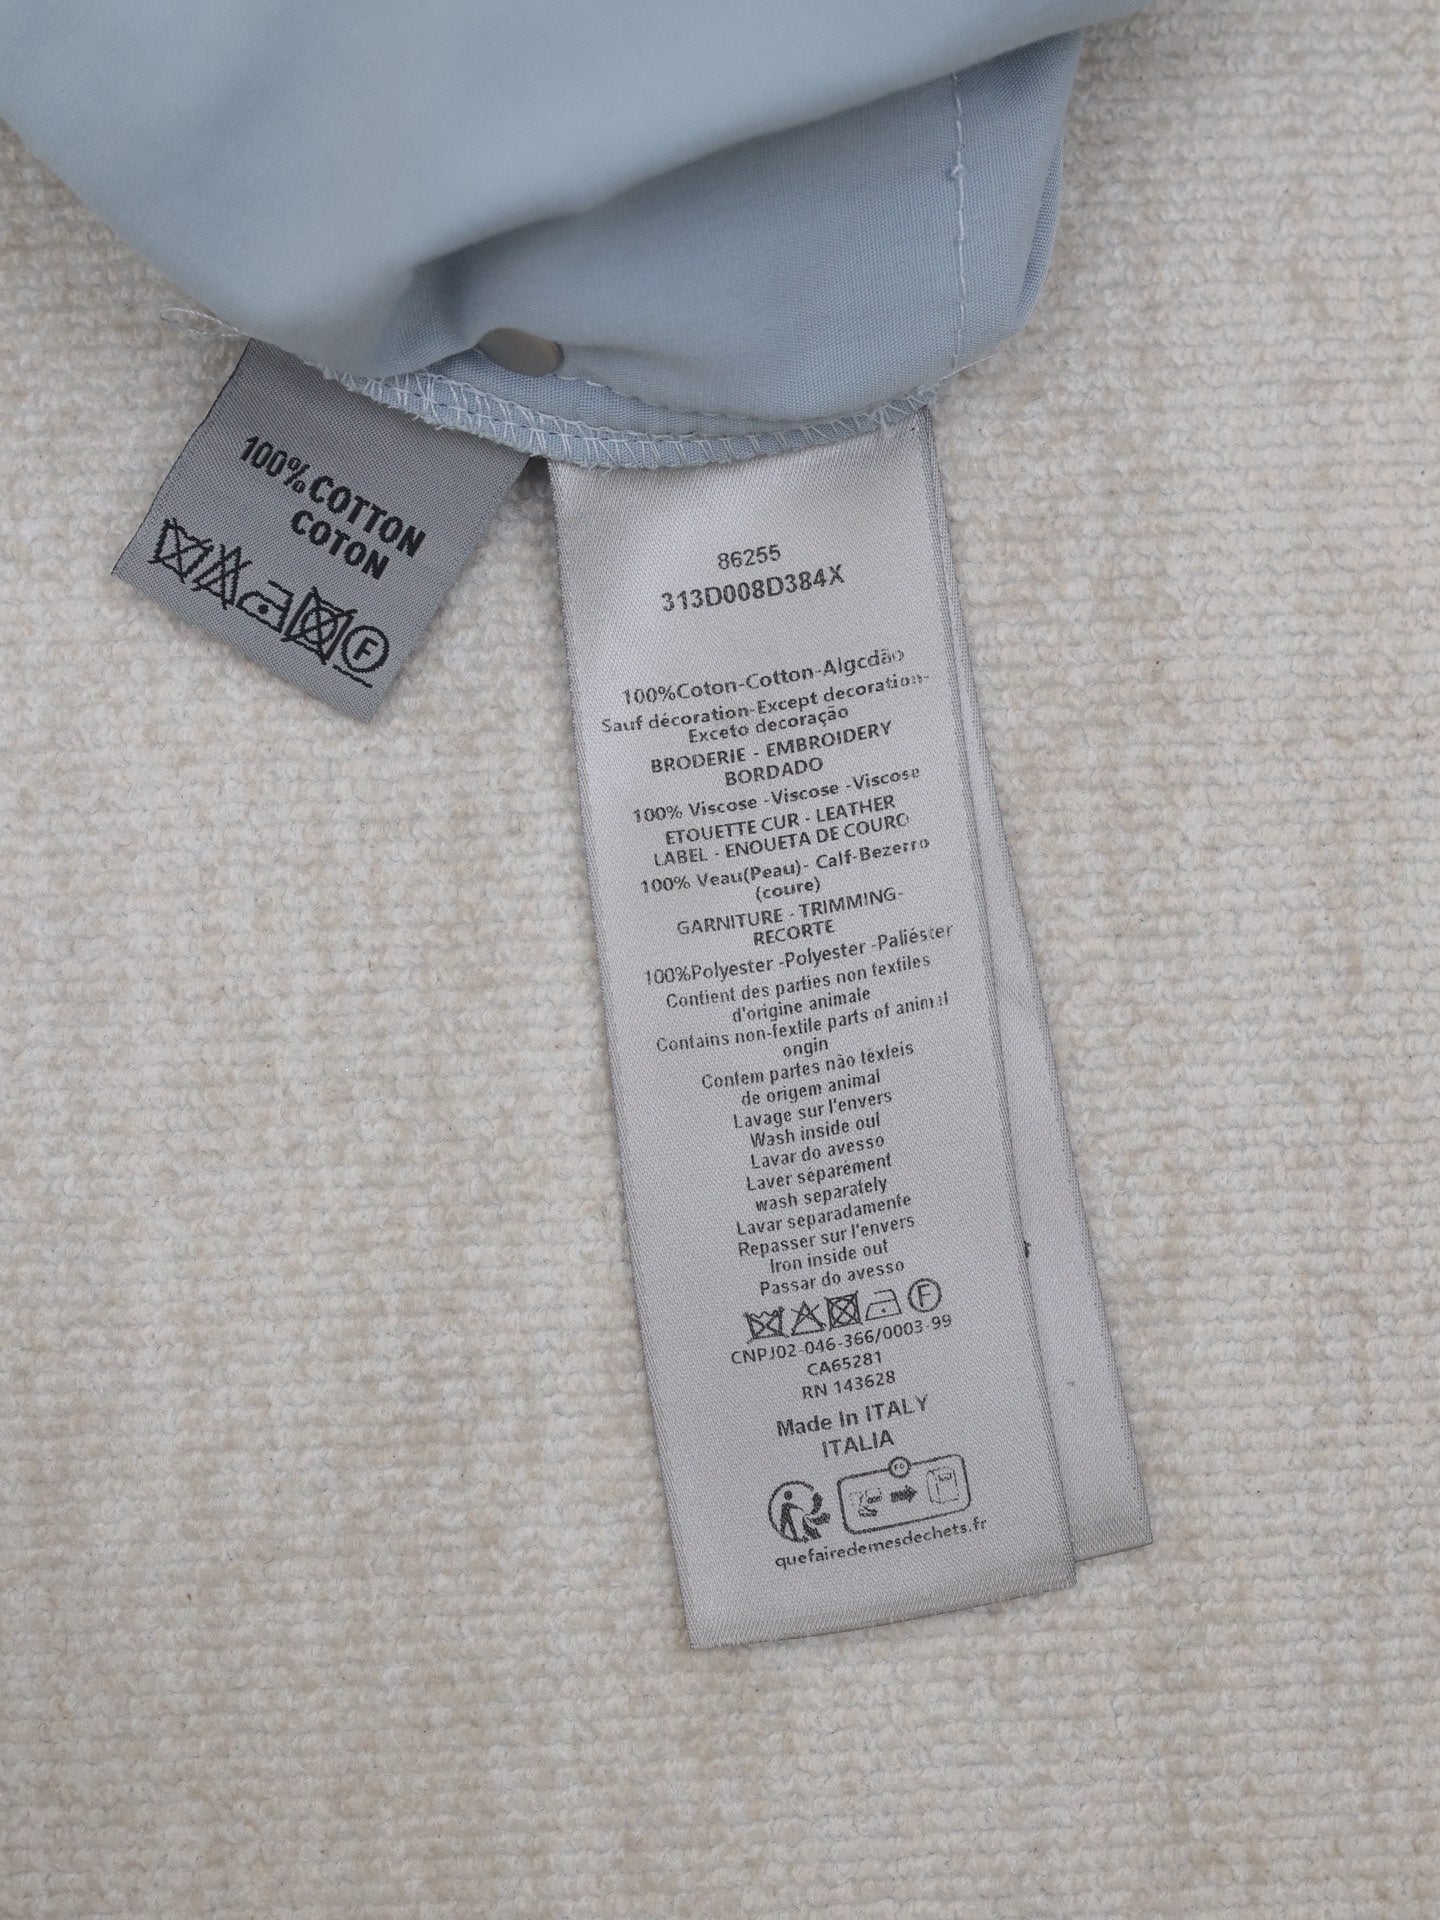 100% COTTON
COTON
F
86255
313D008D384X
100%Coton-Cotton-Algcdão
Sauf décoration-Except decoration-
Exceto decoração
BRODERIE - EMBROIDERY
BORDADO
100% Viscose -Viscose -Viscose
ETOUETTE CUR - LEATHER
LABEL - ENOUETA DE COURO
100% Veau(Peau)- Calf-Bezerro
(coure)
GARNITURE - TRIMMING-
RECORTE
100%Polyester -Polyester -Paliéster
Contient des parties non textiles
d'origine animale
Contains non-fextile parts of animal
ongin
Contem partes não téxleis
de origem animal
Lavage sur l'envers
Wash inside oul
Lavar do avesso
Laver séparément
wash separately
Lavar separadamente
Repasser sur l'envers
Iron inside out
Passar do avesso
F
CNPJ02-046-366/0003-99
CA65281
RN 143628
Made In ITALY
ITALIA
quefairedemesdechets.fr